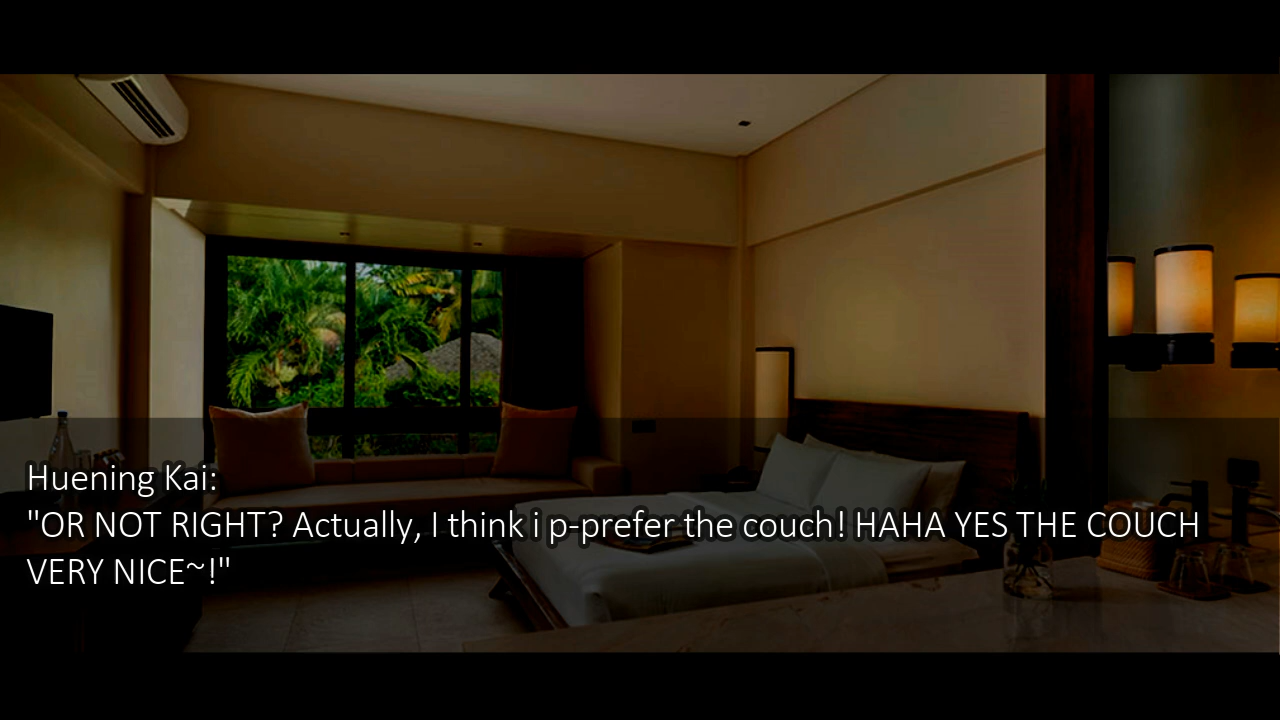 Huening Kai:
"OR NOT RIGHT? Actually, I think i p-prefer the couch! HAHA YES THE COUCH
VERY NICE~!"